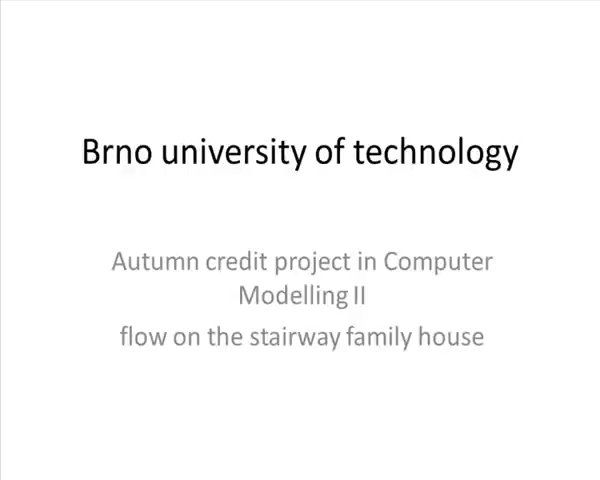 Brno university of technology
Autumn credit project in Computer
Modelling II
flow on the stairway family house